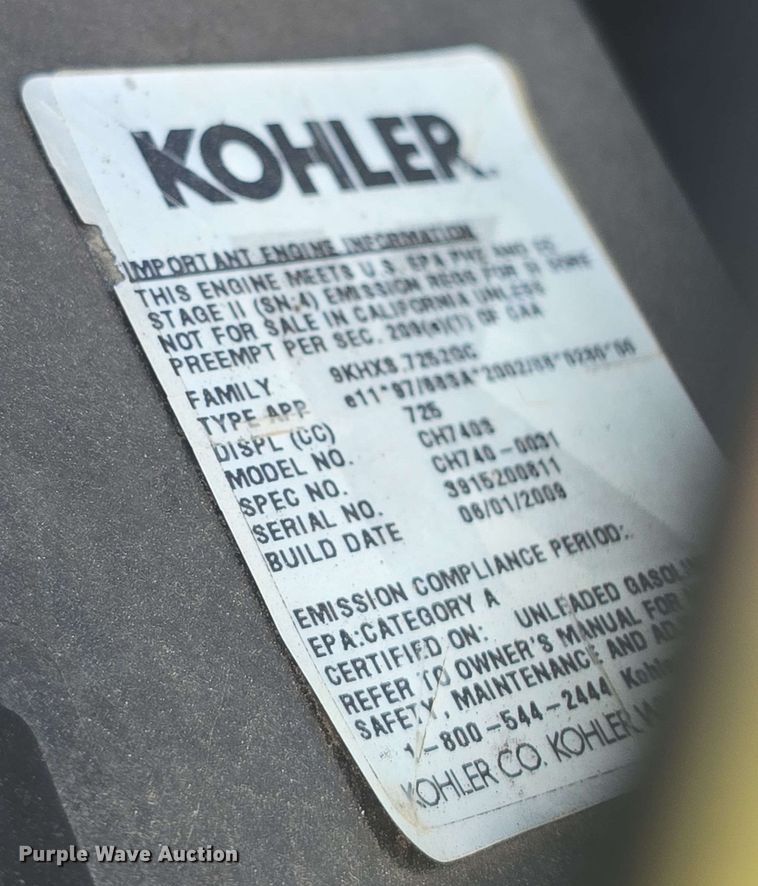 KOHLER
IMPORTANT ENGINE INFORMATION
THIS ENGINE MEETS U.S. EPA PH2 AND EC
STAGE II (SN:4) EMISSION REGS FOR SI
NOT FOR SALE IN CALIFORNIA UNLESS
PREEMPT PER SEC. 209(e)(1) OF CAA
FAMILY 9KHXS.7252GC
TYPE APP
DISPL (CC) 725
MODEL NO. CH740S
SPEC NO. CH740-0031
SERIAL NO. 3915200811
BUILD DATE 06/01/2009
EMISSION COMPLIANCE PERIOD:
EPA:CATEGORY A
CERTIFIED ON: UNLEADED
REFER TO OWNER'S MANUAL FOR
SAFETY, MAINTENANCE AND
1-800-544-2444
KOHLER CO. KOHLER
Purple Wave Auction